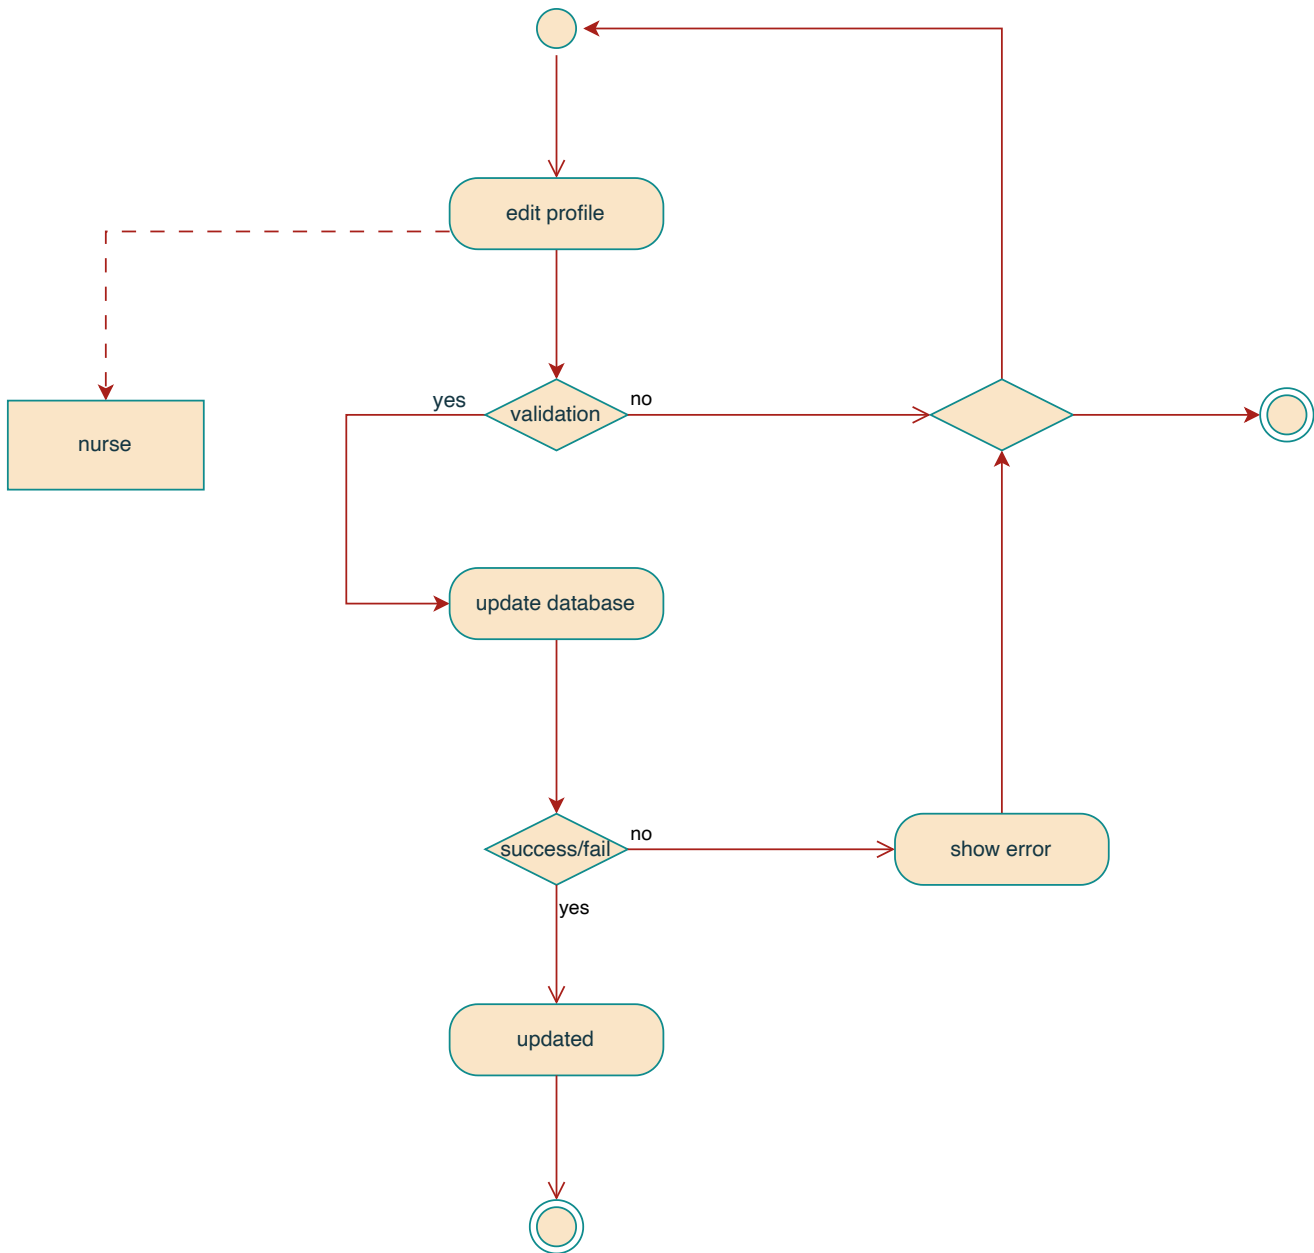 edit profile
yes
validation
no
nurse
update database
success/fail
no
show error
yes
updated